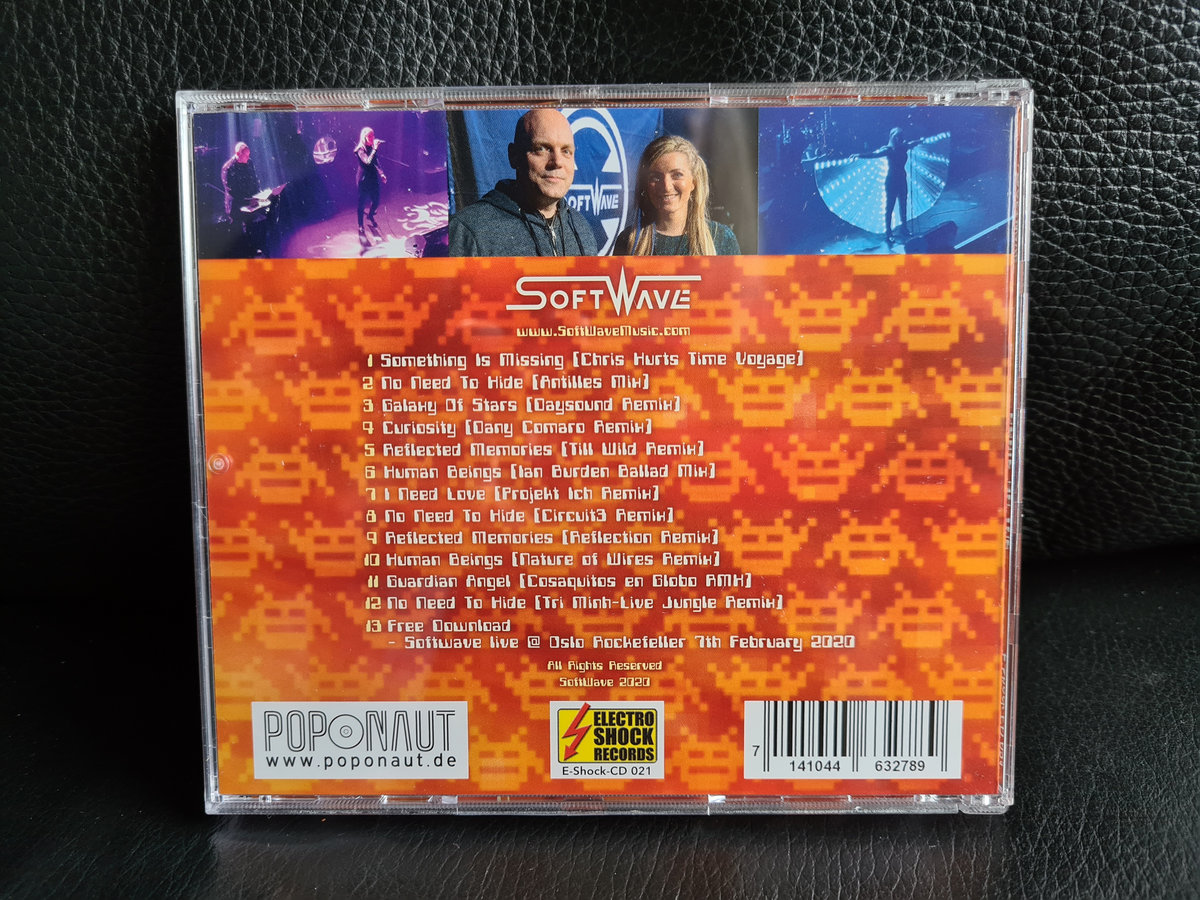 SOFTWAVE
SOFTWAVE
www.SoftWaveMusic.com
1 Something Is Missing [Chris Hurts Time Voyage]
2 No Need To Hide [Antilles Mix]
3 Galaxy Of Stars [Daysound Remix]
4 Curiosity [Dany Comaro Remix]
5 Reflected Memories [Till Wild Remix]
6 Human Beings [Ian Burden Ballad Mix]
7 I Need Love [Projekt Ich Remix]
8 No Need To Hide [Circuit3 Remix]
9 Reflected Memories [Reflection Remix]
10 Human Beings [Nature of Wires Remix]
11 Guardian Angel [Cosaquitos en Globo RMX]
12 No Need To Hide [Tri Minh-Live Jungle Remix]
13 Free Download
- Softwave live @ Oslo Rockefeller 7th February 2020
All Rights Reserved
SoftWave 2020
POPONAUT
www.poponaut.de
ELECTRO
SHOCK
RECORDS
E-Shock-CD 021
7 141044 632789